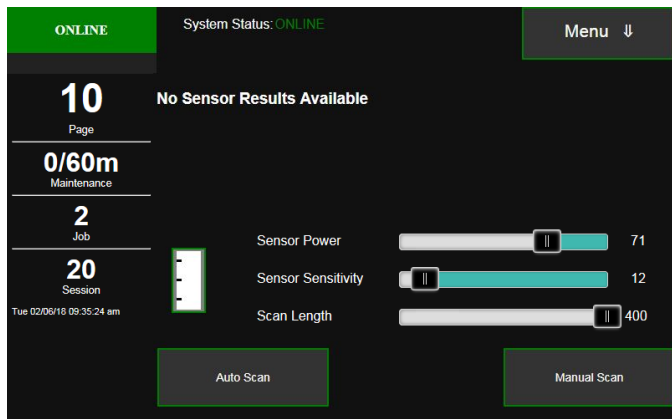 ONLINE
System Status: ONLINE
Menu ⇓
10
Page
No Sensor Results Available
0/60m
Maintenance
2
Job
20
Session
Tue 02/06/18 09:35:24 am
Sensor Power 71
Sensor Sensitivity 12
Scan Length 400
Auto Scan
Manual Scan